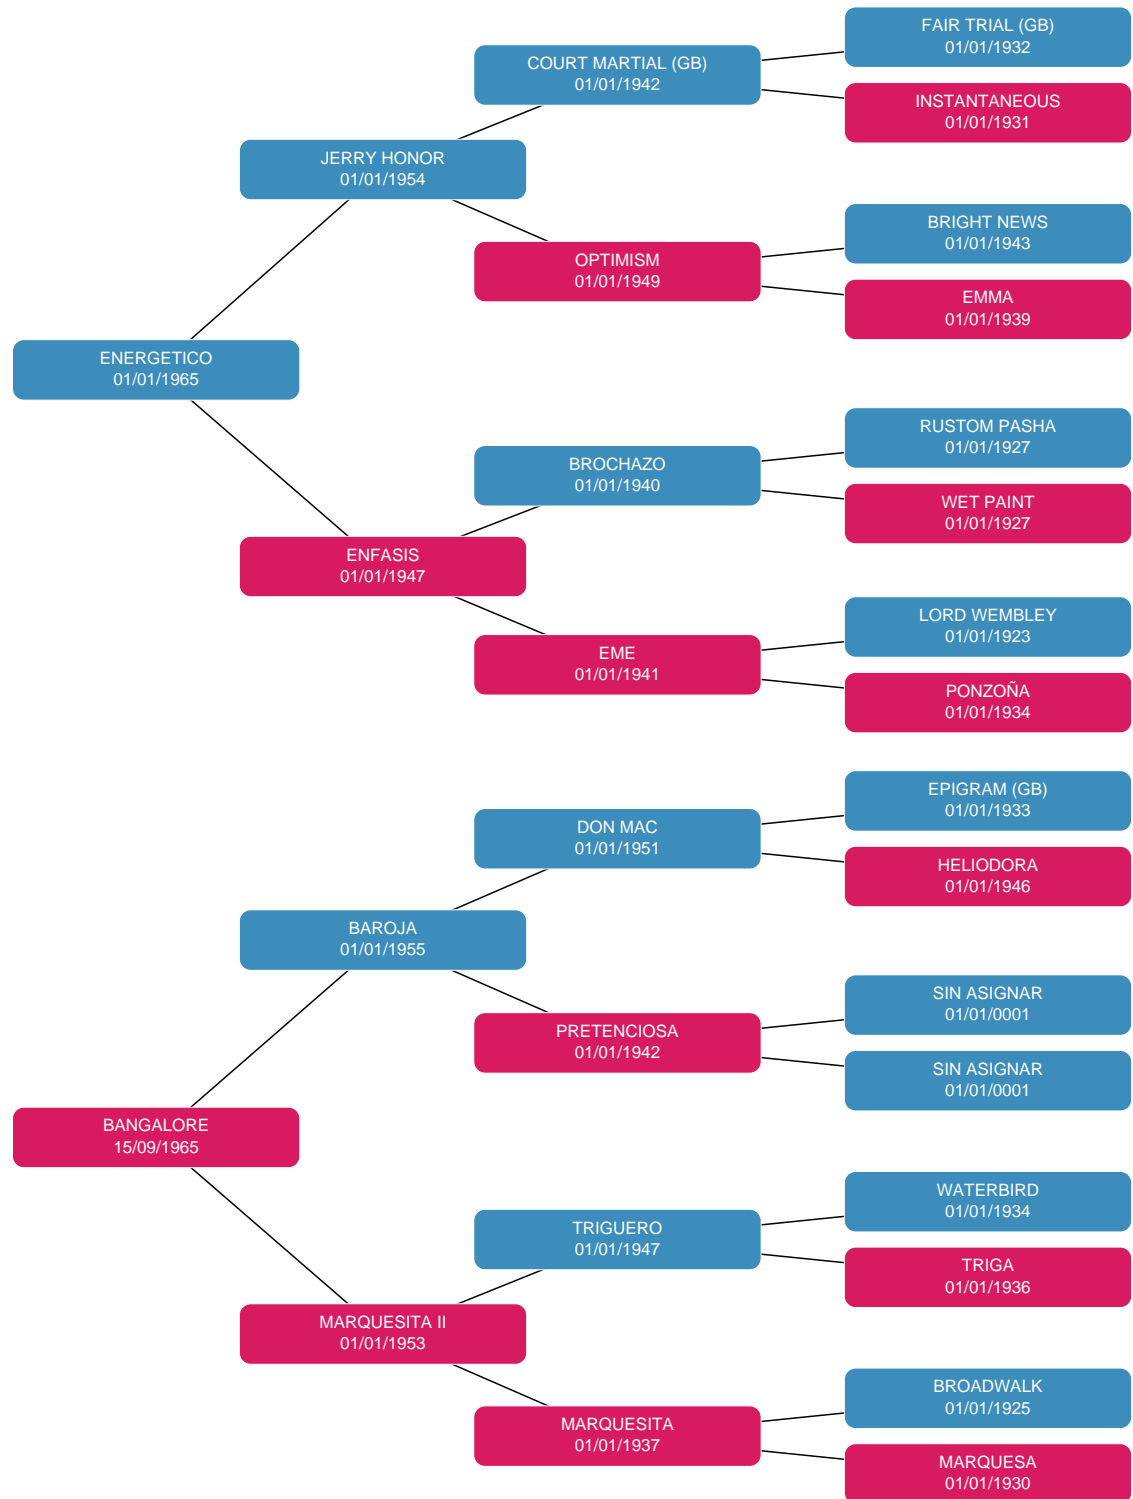 FAIR TRIAL (GB)
01/01/1932
COURT MARTIAL (GB)
01/01/1942
INSTANTANEOUS
01/01/1931
JERRY HONOR
01/01/1954
BRIGHT NEWS
01/01/1943
OPTIMISM
01/01/1949
EMMA
01/01/1939
ENERGETICO
01/01/1965
RUSTOM PASHA
01/01/1927
BROCHAZO
01/01/1940
WET PAINT
01/01/1927
ENFASIS
01/01/1947
LORD WEMBLEY
01/01/1923
EME
01/01/1941
PONZOÑA
01/01/1934
EPIGRAM (GB)
01/01/1933
DON MAC
01/01/1951
HELIODORA
01/01/1946
BAROJA
01/01/1955
SIN ASIGNAR
01/01/0001
PRETENCIOSA
01/01/1942
SIN ASIGNAR
01/01/0001
BANGALORE
15/09/1965
WATERBIRD
01/01/1934
TRIGUERO
01/01/1947
TRIGA
01/01/1936
MARQUESITA II
01/01/1953
BROADWALK
01/01/1925
MARQUESITA
01/01/1937
MARQUESA
01/01/1930